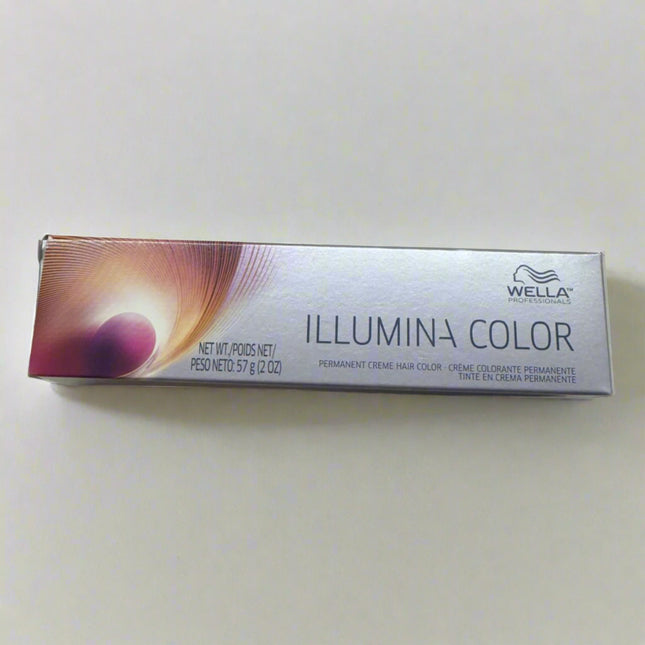 WELLA™
PROFESSIONALS
ILLUMINA COLOR
NET WT./POIDS NET/
PESO NETO: 57 g (2 OZ)
PERMANENT CREME HAIR COLOR · CRÈME COLORANTE PERMANENTE
TINTE EN CREMA PERMANENTE